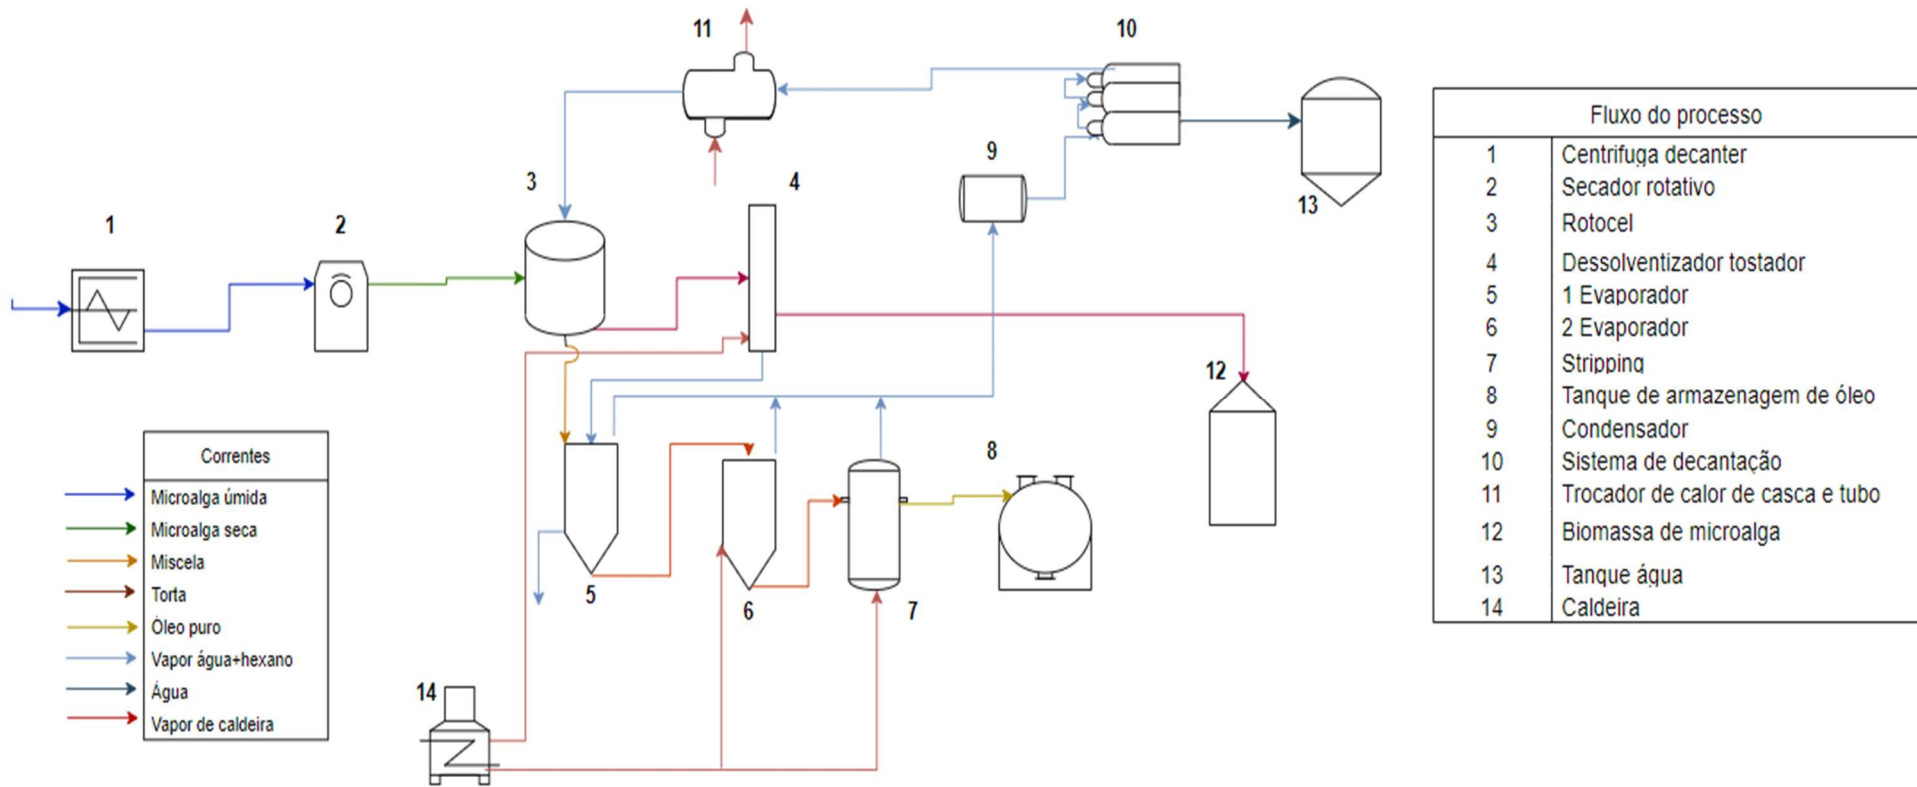 11
10
9
3
4
13
1
2
12
8
5
6
7
14
Correntes
Microalga úmida
Microalga seca
Miscela
Torta
Óleo puro
Vapor água+hexano
Água
Vapor de caldeira
Fluxo do processo
1 Centrifuga decanter
2 Secador rotativo
3 Rotocel
4 Dessolventizador tostador
5 1 Evaporador
6 2 Evaporador
7 Stripping
8 Tanque de armazenagem de óleo
9 Condensador
10 Sistema de decantação
11 Trocador de calor de casca e tubo
12 Biomassa de microalga
13 Tanque água
14 Caldeira